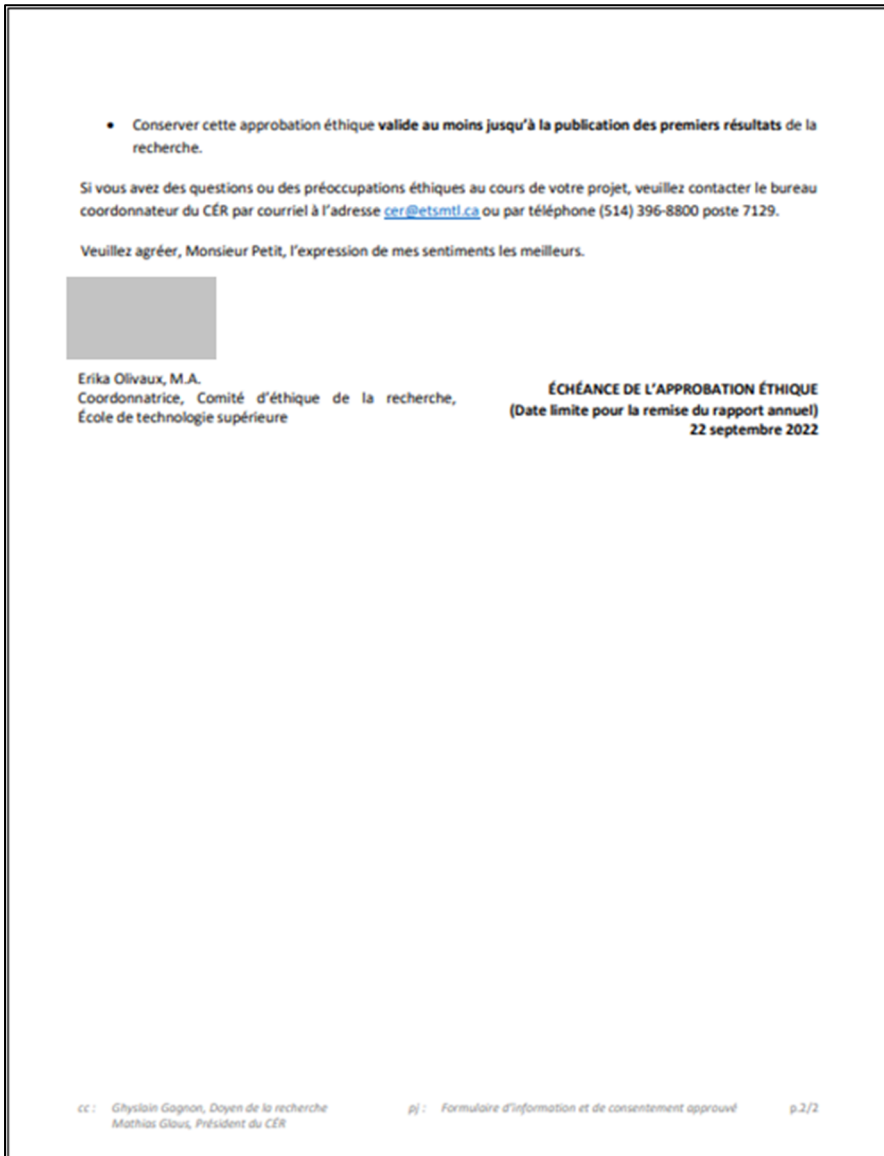 • Conserver cette approbation éthique valide au moins jusqu'à la publication des premiers résultats de la
recherche.
Si vous avez des questions ou des préoccupations éthiques au cours de votre projet, veuillez contacter le bureau
coordonnateur du CÉR par courriel à l'adresse cer@etsmtl.ca ou par téléphone (514) 396-8800 poste 7129.
Veuillez agréer, Monsieur Petit, l'expression de mes sentiments les meilleurs.
Erika Olivaux, M.A.
Coordonnatrice, Comité d'éthique de la recherche,
École de technologie supérieure
ÉCHÉANCE DE L'APPROBATION ÉTHIQUE
(Date limite pour la remise du rapport annuel)
22 septembre 2022
cc : Ghyslain Gagnon, Doyen de la recherche
Mathias Glaus, Président du CÉR
pj : Formulaire d'information et de consentement approuvé
p.2/2